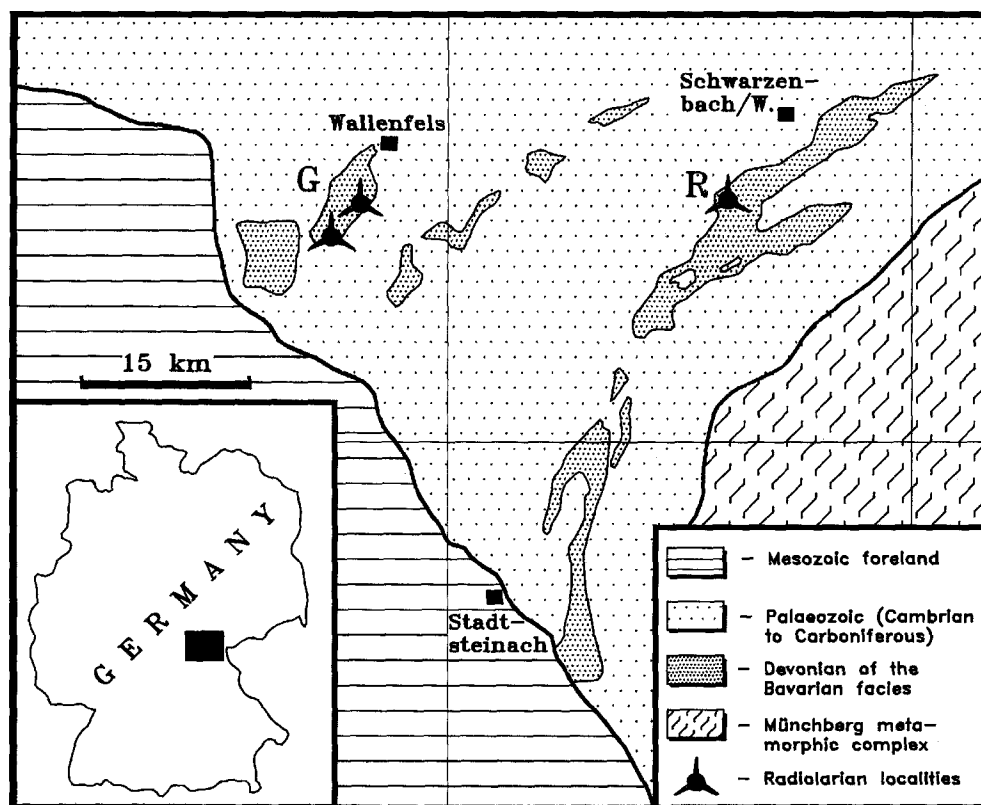 Schwarzen-
bach/W.
Wallenfels
G
R
15 km
GERMANY
Stadt-
steinach
- Mesozoic foreland
- Palaeozoic (Cambrian
to Carboniferous)
- Devonian of the
Bavarian facies
- Münchberg meta-
morphic complex
- Radiolarian localities